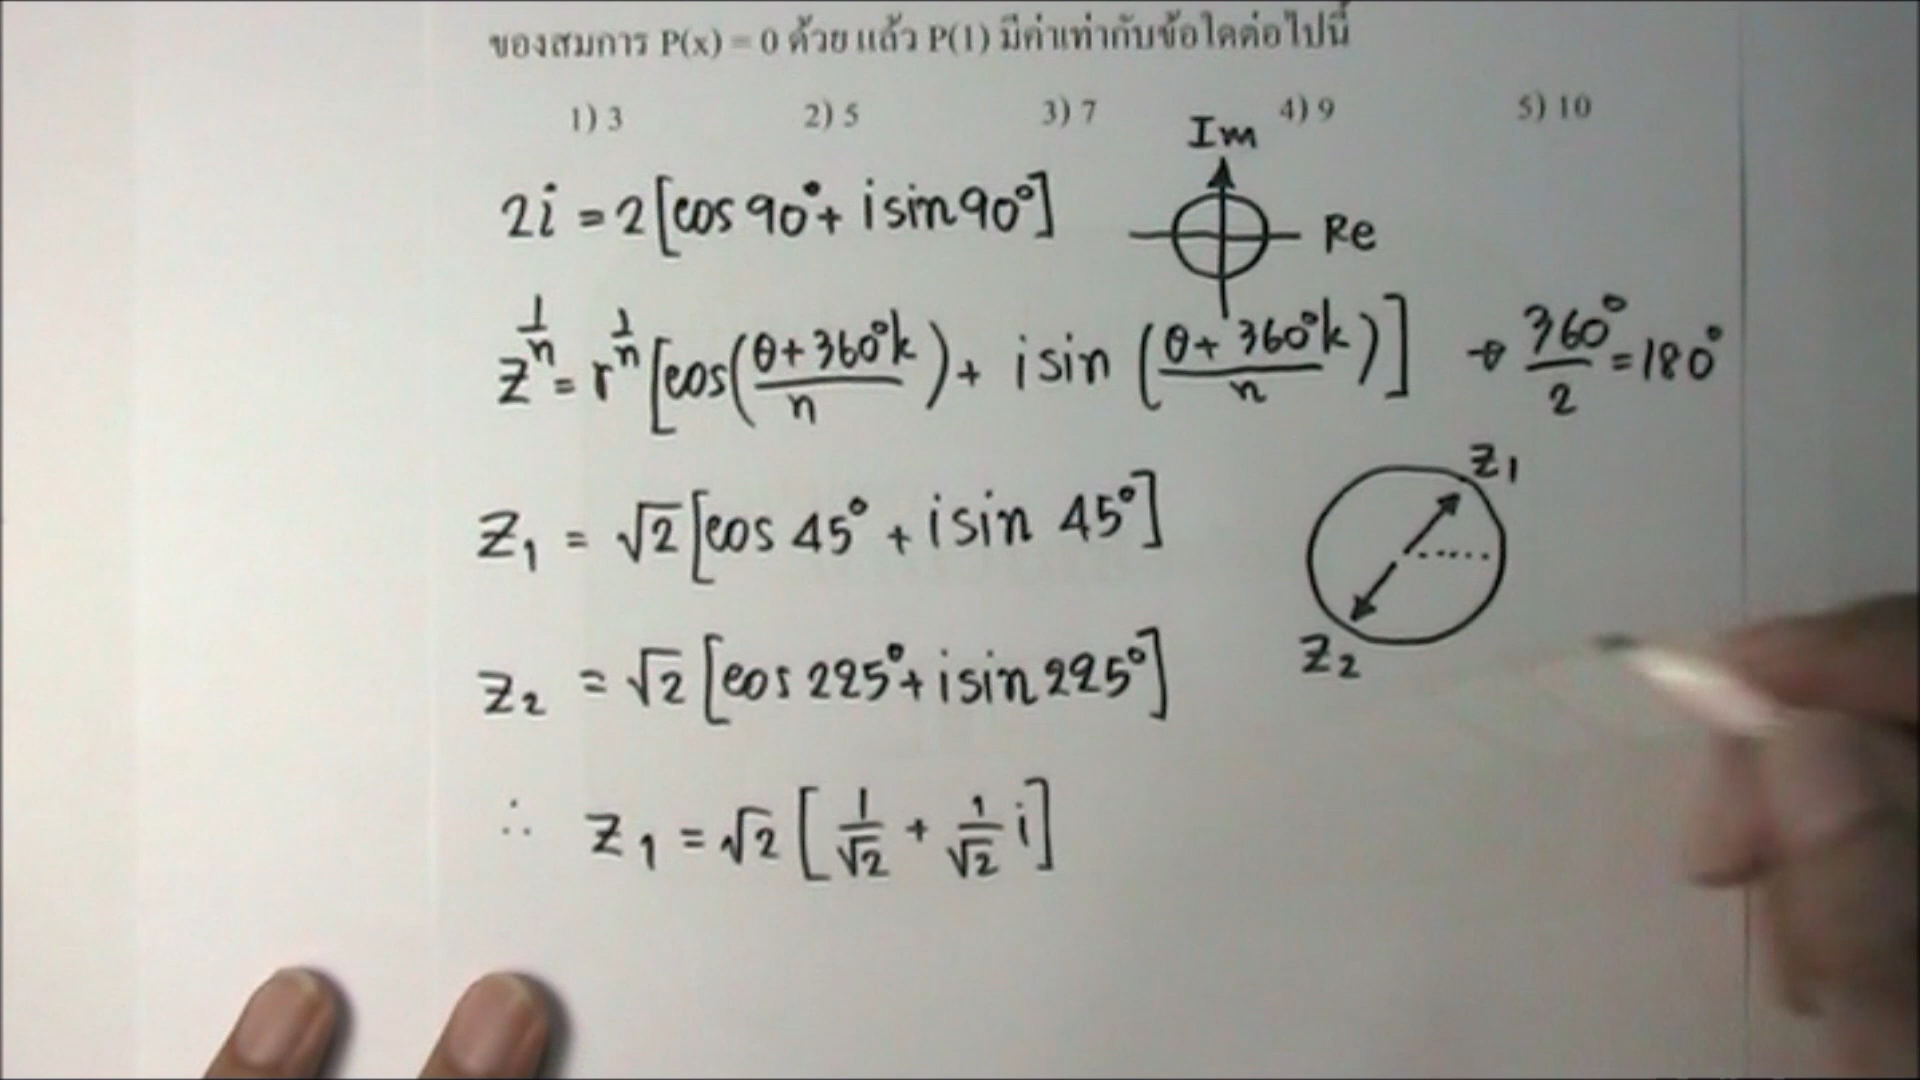 ของสมการ P(x) = 0 ด้วย แล้ว P(1) มีค่าเท่ากับข้อใดต่อไปนี้
1) 3 2) 5 3) 7 4) 9 5) 10
Im
2i = 2[cos 90° + i sin 90°] Re
z^{1/n} = r^{1/n} [cos((θ+360°k)/n) + i sin((θ+360°k)/n)] → 360°/2 = 180°
z₁
z₁ = √2 [cos 45° + i sin 45°]
z₂ = √2 [cos 225° + i sin 225°] z₂
∴ z₁ = √2 [1/√2 + 1/√2 i]